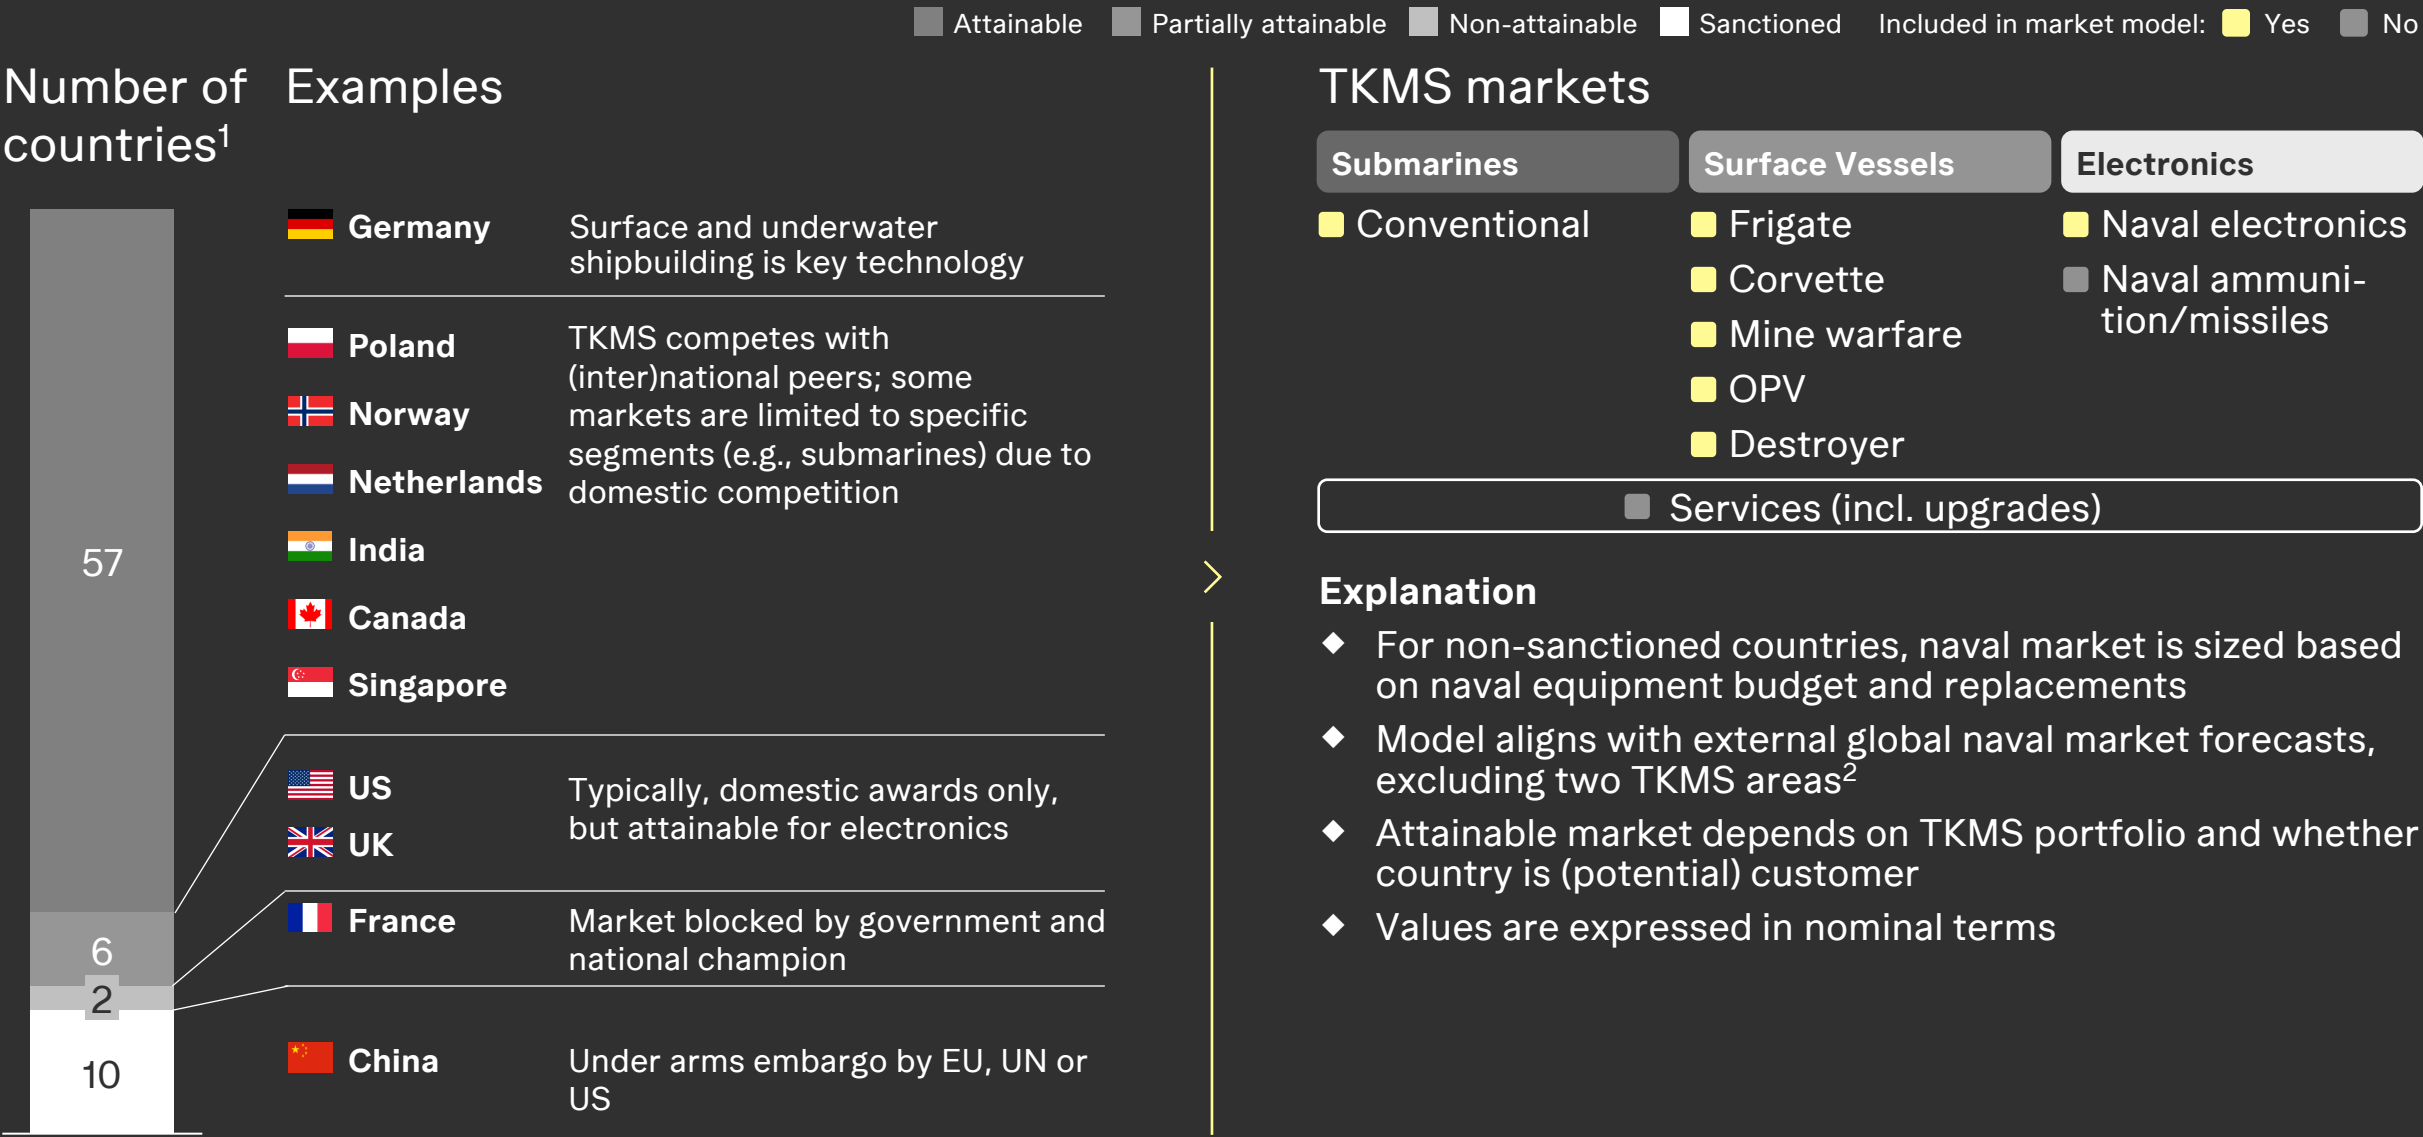 Attainable Partially attainable Non-attainable Sanctioned Included in market model: Yes No
Number of
countries1
Examples
57
6
2
10
Germany
Surface and underwater
shipbuilding is key technology
Poland
Norway
Netherlands
India
Canada
Singapore
TKMS competes with
(inter)national peers; some
markets are limited to specific
segments (e.g., submarines) due to
domestic competition
US
UK
Typically, domestic awards only,
but attainable for electronics
France
Market blocked by government and
national champion
China
Under arms embargo by EU, UN or
US
TKMS markets
Submarines
Conventional
Surface Vessels
Frigate
Corvette
Mine warfare
OPV
Destroyer
Electronics
Naval electronics
Naval ammuni-
tion/missiles
Services (incl. upgrades)
Explanation
For non-sanctioned countries, naval market is sized based
on naval equipment budget and replacements
Model aligns with external global naval market forecasts,
excluding two TKMS areas2
Attainable market depends on TKMS portfolio and whether
country is (potential) customer
Values are expressed in nominal terms